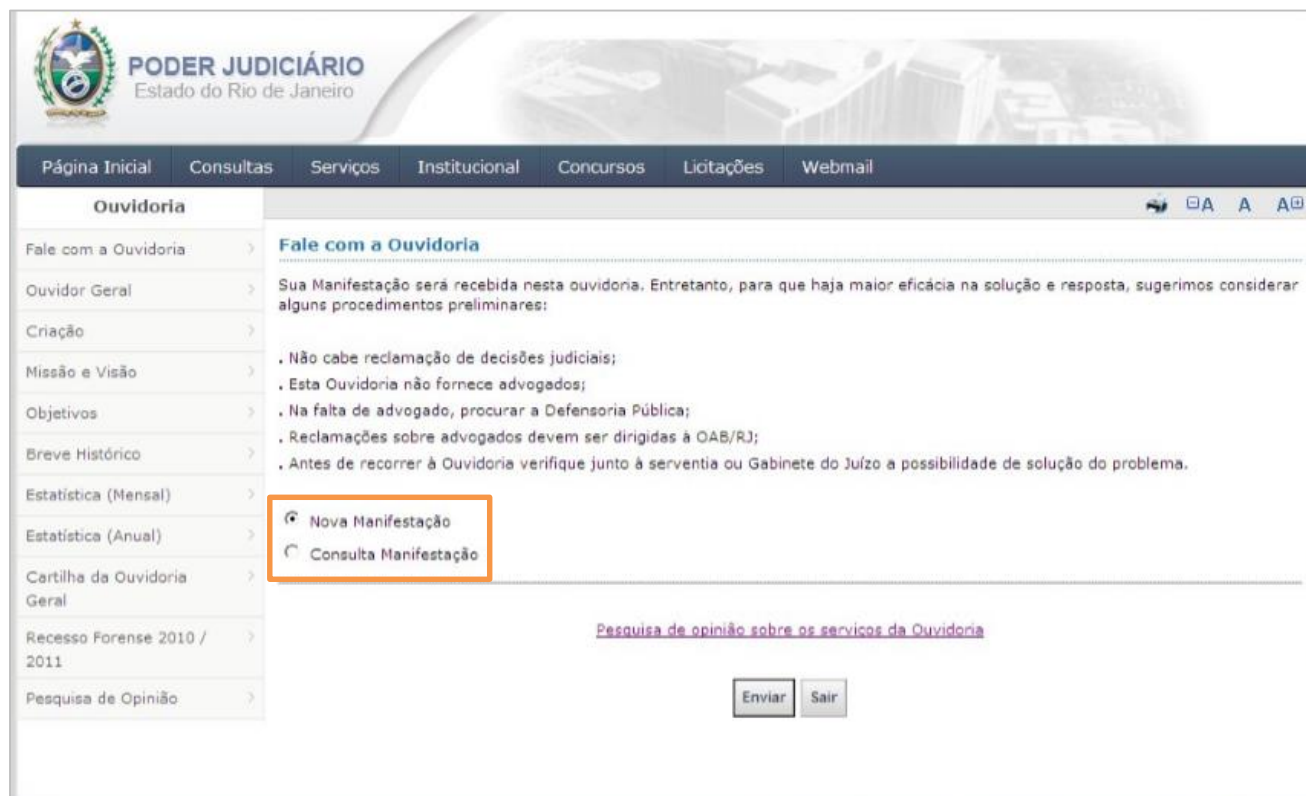 PODER JUDICIÁRIO
Estado do Rio de Janeiro
Página Inicial Consultas Serviços Institucional Concursos Licitações Webmail
Ouvidoria
A A A
Fale com a Ouvidoria
Ouvidor Geral
Criação
Missão e Visão
Objetivos
Breve Histórico
Estatística (Mensal)
Estatística (Anual)
Cartilha da Ouvidoria
Geral
Recesso Forense 2010 /
2011
Pesquisa de Opinião
Fale com a Ouvidoria
Sua Manifestação será recebida nesta ouvidoria. Entretanto, para que haja maior eficácia na solução e resposta, sugerimos considerar
alguns procedimentos preliminares:
. Não cabe reclamação de decisões judiciais;
. Esta Ouvidoria não fornece advogados;
. Na falta de advogado, procurar a Defensoria Pública;
. Reclamações sobre advogados devem ser dirigidas à OAB/RJ;
. Antes de recorrer à Ouvidoria verifique junto à serventia ou Gabinete do Juízo a possibilidade de solução do problema.
Nova Manifestação
Consulta Manifestação
Pesquisa de opinião sobre os serviços da Ouvidoria
Enviar Sair